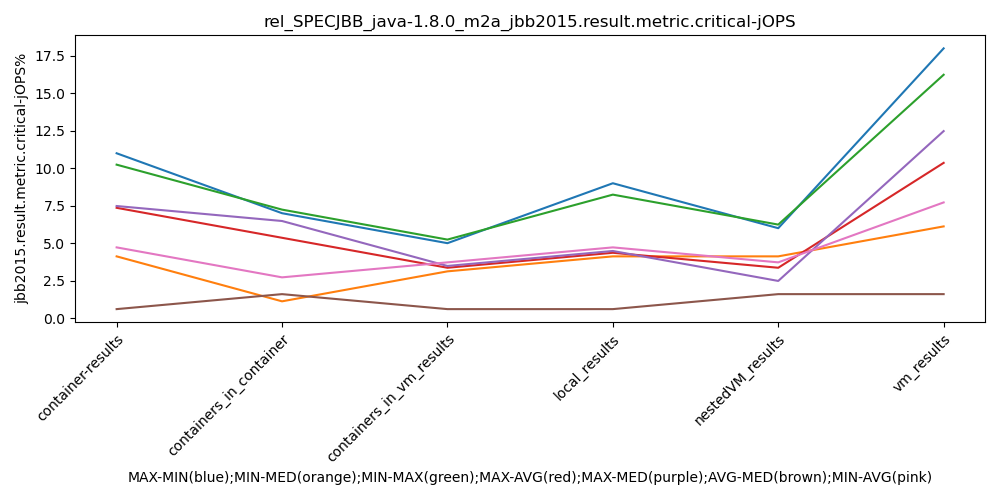 rel_SPECJBB_java-1.8.0_m2a_jbb2015.result.metric.critical-jOPS
jbb2015.result.metric.critical-jOPS%
17.5
15.0
12.5
10.0
7.5
5.0
2.5
0.0
container-results
containers_in_container
containers_in_vm_results
local_results
nestedVM_results
vm_results
MAX-MIN(blue);MIN-MED(orange);MIN-MAX(green);MAX-AVG(red);MAX-MED(purple);AVG-MED(brown);MIN-AVG(pink)